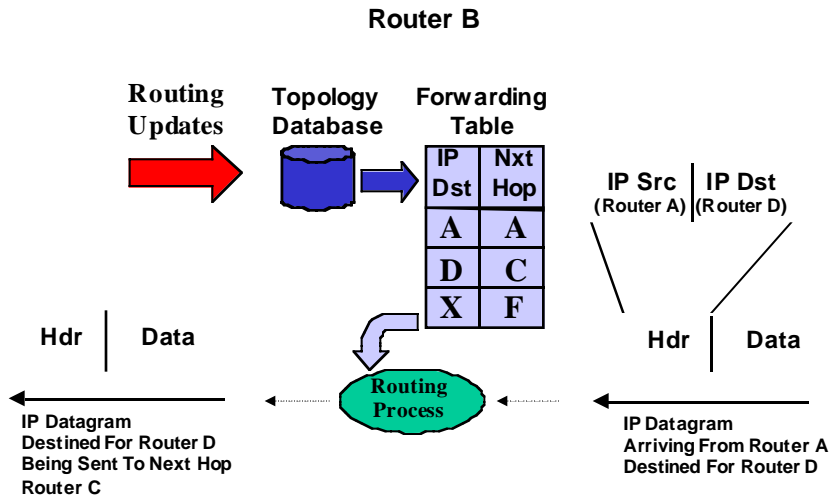 Router B
Routing
Updates
Topology
Database
Forwarding
Table
IP
Dst
Nxt
Hop
A
A
D
C
X
F
IP Src
(Router A)
IP Dst
(Router D)
Hdr
Data
Hdr
Data
Routing
Process
IP Datagram
Destined For Router D
Being Sent To Next Hop
Router C
IP Datagram
Arriving From Router A
Destined For Router D